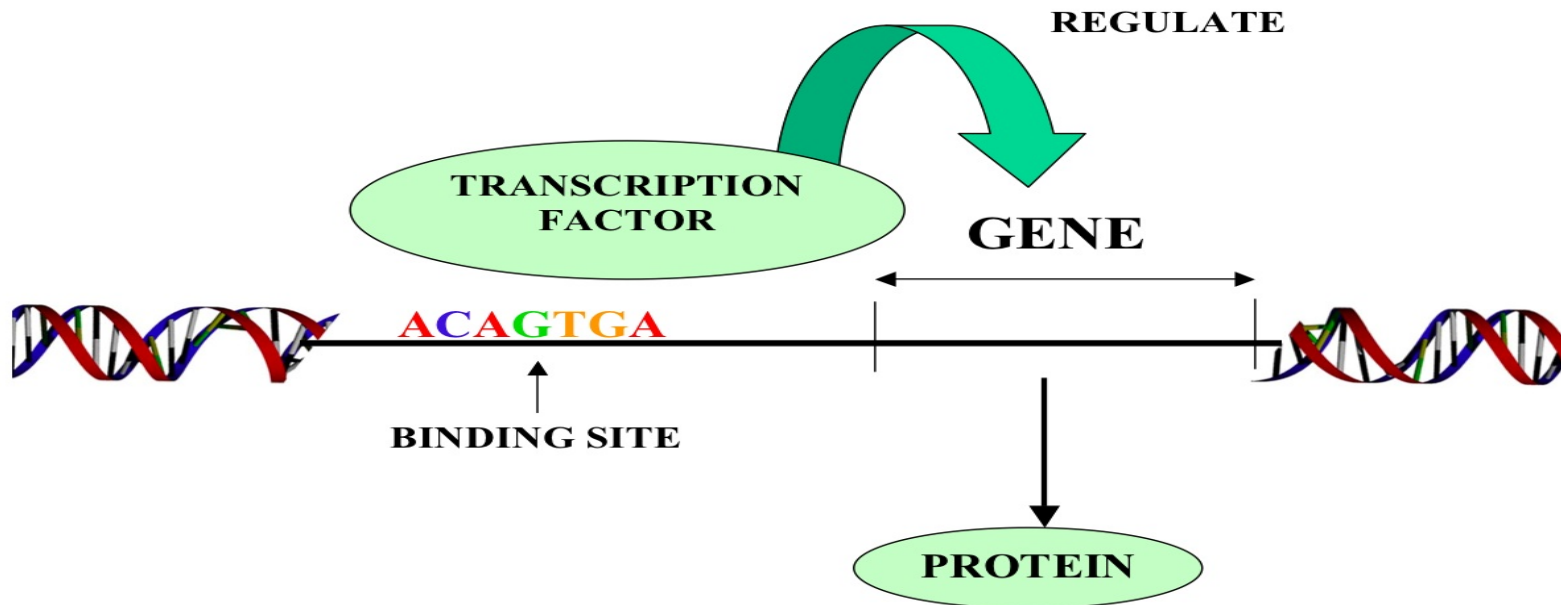 REGULATE
TRANSCRIPTION
FACTOR
GENE
ACAGTGA
BINDING SITE
PROTEIN